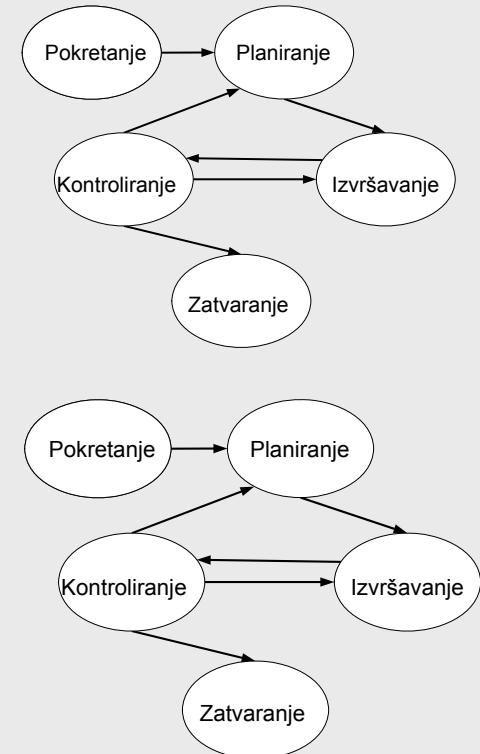 Pokretanje
Planiranje
Kontroliranje
Izvršavanje
Zatvaranje
Pokretanje
Planiranje
Kontroliranje
Izvršavanje
Zatvaranje